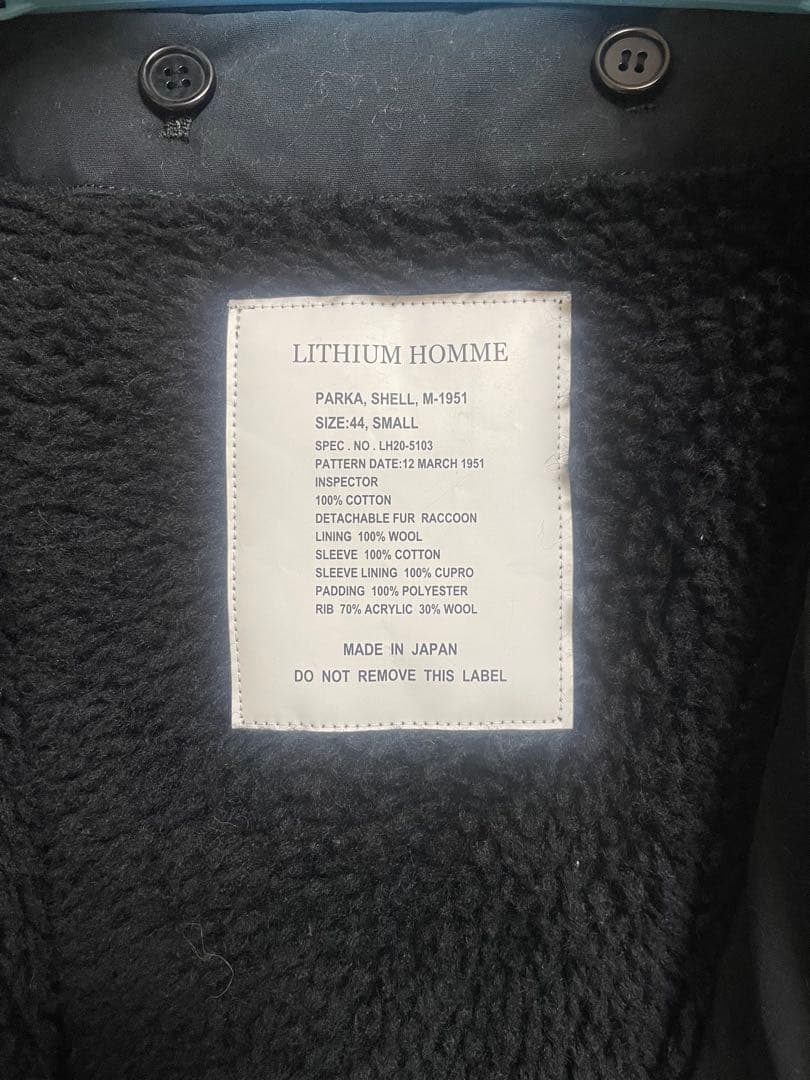 LITHIUM HOMME
PARKA, SHELL, M-1951
SIZE:44, SMALL
SPEC . NO . LH20-5103
PATTERN DATE:12 MARCH 1951
INSPECTOR
100% COTTON
DETACHABLE FUR RACCOON
LINING 100% WOOL
SLEEVE 100% COTTON
SLEEVE LINING 100% CUPRO
PADDING 100% POLYESTER
RIB 70% ACRYLIC 30% WOOL
MADE IN JAPAN
DO NOT REMOVE THIS LABEL